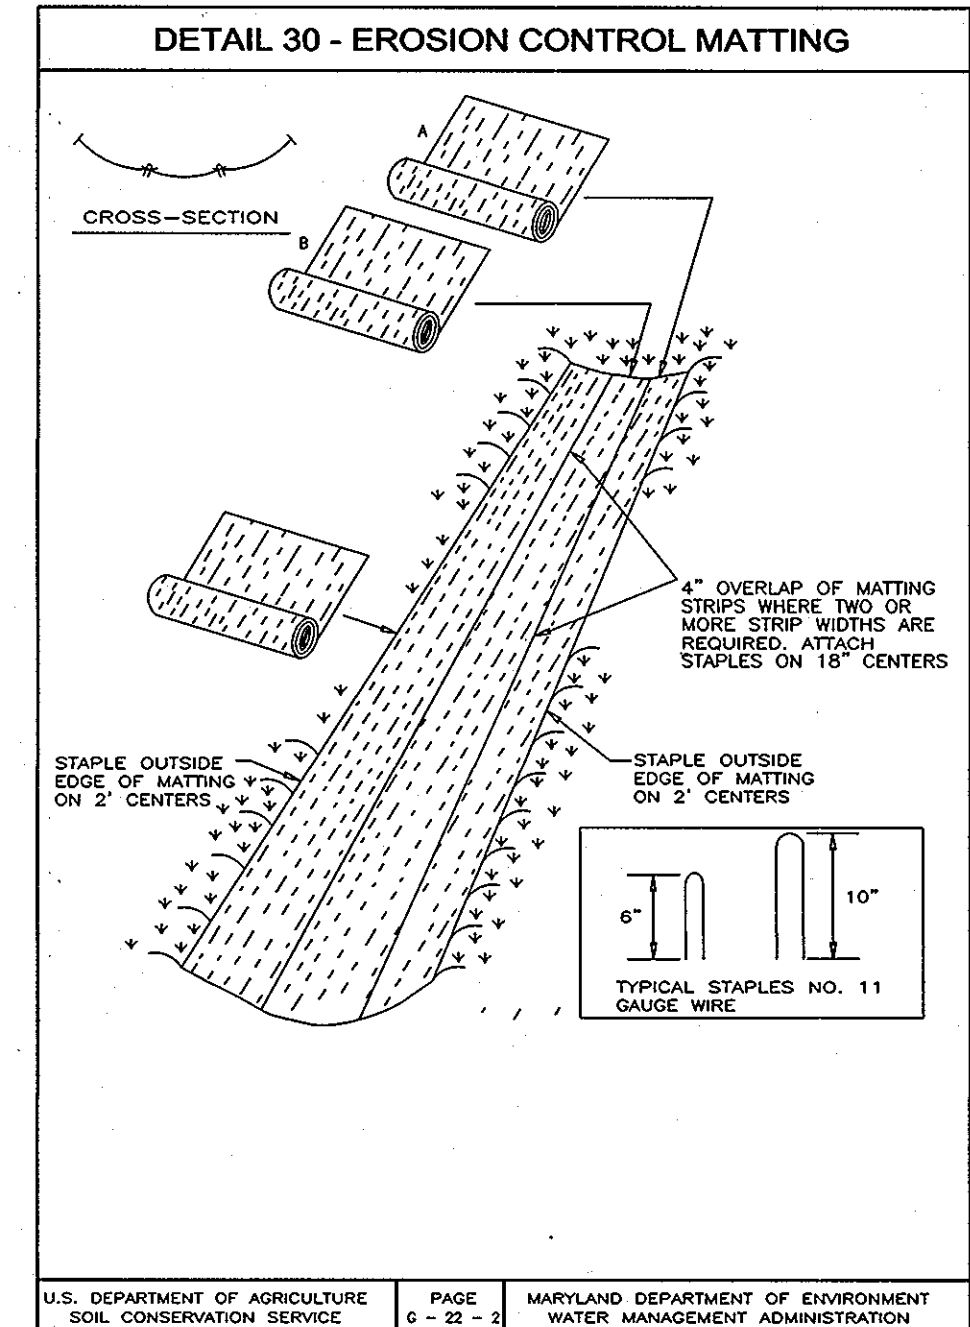 DETAIL 30 - EROSION CONTROL MATTING
A
CROSS-SECTION
B
4" OVERLAP OF MATTING
STRIPS WHERE TWO OR
MORE STRIP WIDTHS ARE
REQUIRED. ATTACH
STAPLES ON 18" CENTERS
STAPLE OUTSIDE
EDGE OF MATTING
ON 2' CENTERS
STAPLE OUTSIDE
EDGE OF MATTING
ON 2' CENTERS
6"
10"
TYPICAL STAPLES NO. 11
GAUGE WIRE
U.S. DEPARTMENT OF AGRICULTURE
SOIL CONSERVATION SERVICE
PAGE
G - 22 - 2
MARYLAND DEPARTMENT OF ENVIRONMENT
WATER MANAGEMENT ADMINISTRATION